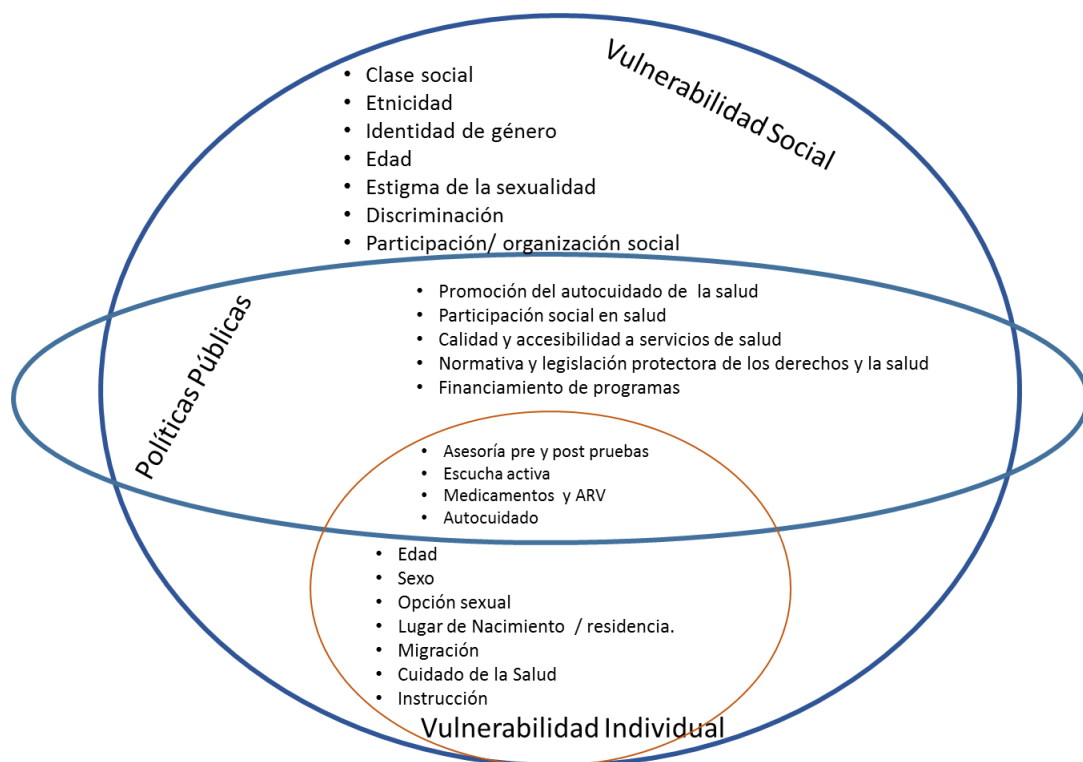 Vulnerabilidad Social
• Clase social
• Etnicidad
• Identidad de género
• Edad
• Estigma de la sexualidad
• Discriminación
• Participación/ organización social
Políticas Públicas
• Promoción del autocuidado de la salud
• Participación social en salud
• Calidad y accesibilidad a servicios de salud
• Normativa y legislación protectora de los derechos y la salud
• Financiamiento de programas
• Asesoría pre y post pruebas
• Escucha activa
• Medicamentos y ARV
• Autocuidado
• Edad
• Sexo
• Opción sexual
• Lugar de Nacimiento / residencia.
• Migración
• Cuidado de la Salud
• Instrucción
Vulnerabilidad Individual